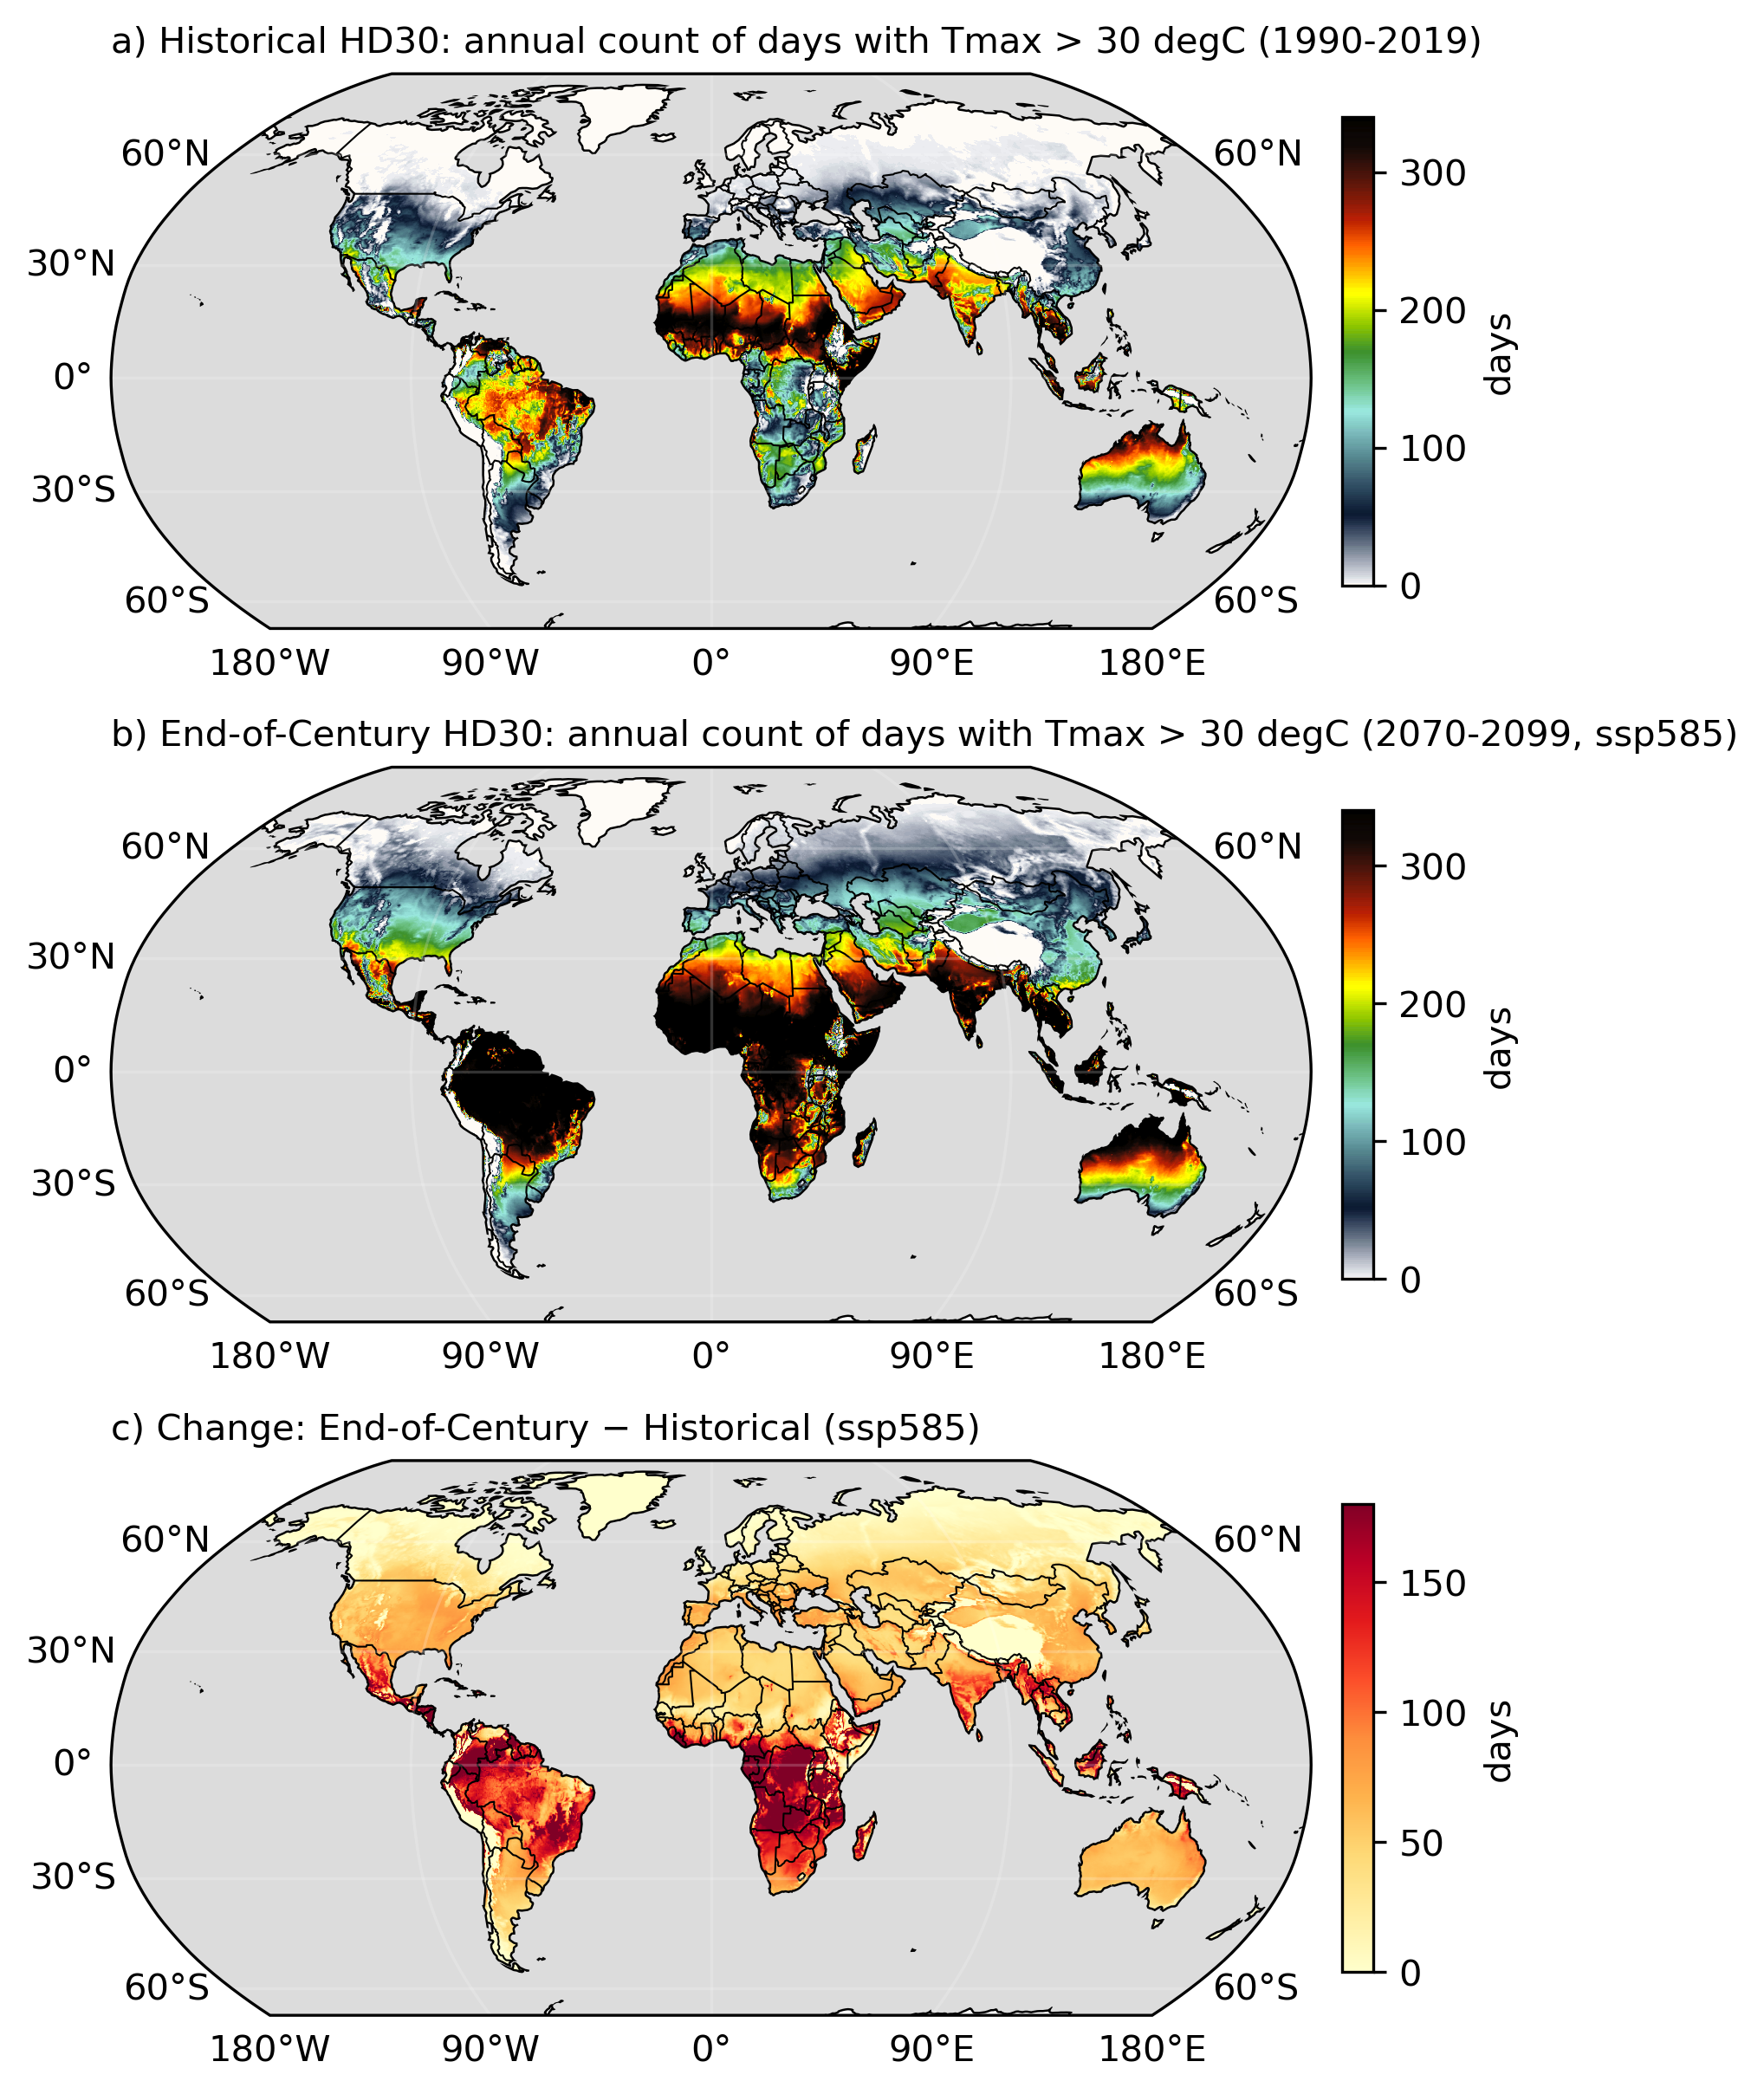 a) Historical HD30: annual count of days with Tmax > 30 degC (1990-2019)
60°N 60°N
30°N
0°
30°S
60°S 60°S
180°W 90°W 0° 90°E 180°E
300
200
100
0
days
b) End-of-Century HD30: annual count of days with Tmax > 30 degC (2070-2099, ssp585)
60°N 60°N
30°N
0°
30°S
60°S 60°S
180°W 90°W 0° 90°E 180°E
300
200
100
0
days
c) Change: End-of-Century − Historical (ssp585)
60°N 60°N
30°N
0°
30°S
60°S 60°S
180°W 90°W 0° 90°E 180°E
150
100
50
0
days